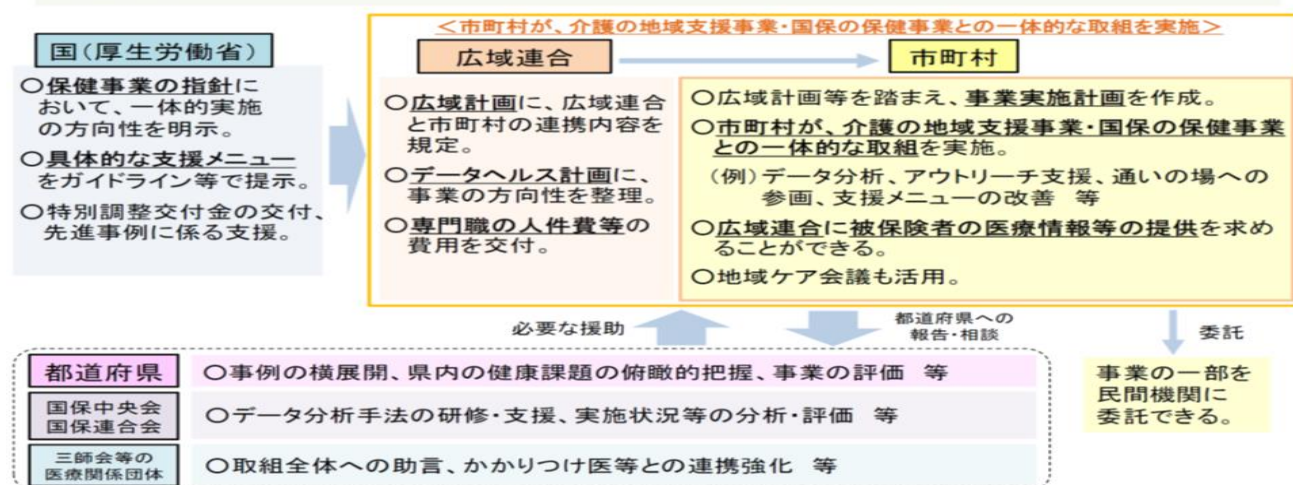 ＜市町村が、介護の地域支援事業・国保の保健事業との一体的な取組を実施＞
国（厚生労働省）
○保健事業の指針に
おいて、一体的実施
の方向性を明示。
○具体的な支援メニュー
をガイドライン等で提示。
○特別調整交付金の交付、
先進事例に係る支援。
広域連合
○広域計画に、広域連合
と市町村の連携内容を
規定。
○データヘルス計画に、
事業の方向性を整理。
○専門職の人件費等の
費用を交付。
市町村
○広域計画等を踏まえ、事業実施計画を作成。
○市町村が、介護の地域支援事業・国保の保健事業
との一体的な取組を実施。
（例）データ分析、アウトリーチ支援、通いの場への
参画、支援メニューの改善　等
○広域連合に被保険者の医療情報等の提供を求め
ることができる。
○地域ケア会議も活用。
必要な援助
都道府県への
報告・相談
委託
都道府県
○事例の横展開、県内の健康課題の俯瞰的把握、事業の評価　等
国保中央会
国保連合会
○データ分析手法の研修・支援、実施状況等の分析・評価　等
三師会等の
医療関係団体
○取組全体への助言、かかりつけ医等との連携強化　等
事業の一部を
民間機関に
委託できる。